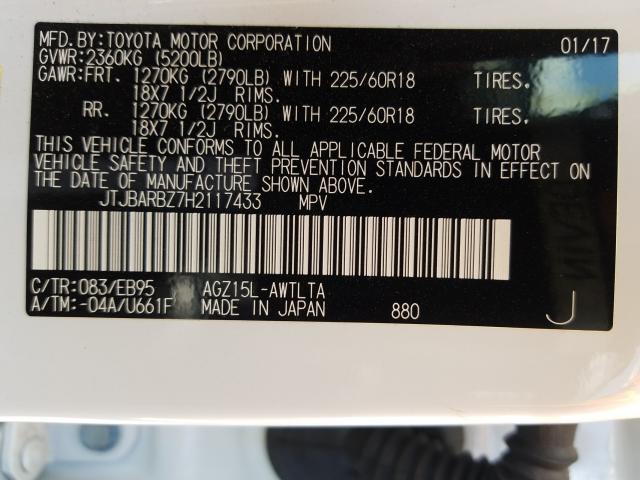 MFD.BY:TOYOTA MOTOR CORPORATION 01/17
GVWR:2360KG (5200LB)
GAWR:FRT. 1270KG (2790LB) WITH 225/60R18 TIRES.
18X7 1/2J RIMS.
RR. 1270KG (2790LB) WITH 225/60R18 TIRES.
18X7 1/2J RIMS.
THIS VEHICLE CONFORMS TO ALL APPLICABLE FEDERAL MOTOR
VEHICLE SAFETY AND THEFT PREVENTION STANDARDS IN EFFECT ON
THE DATE OF MANUFACTURE SHOWN ABOVE.
JTJBARBZ7H2117433 MPV
C/TR:083/EB95 AGZ15L-AWTLTA
A/TM:-04A/U661F MADE IN JAPAN 880 J